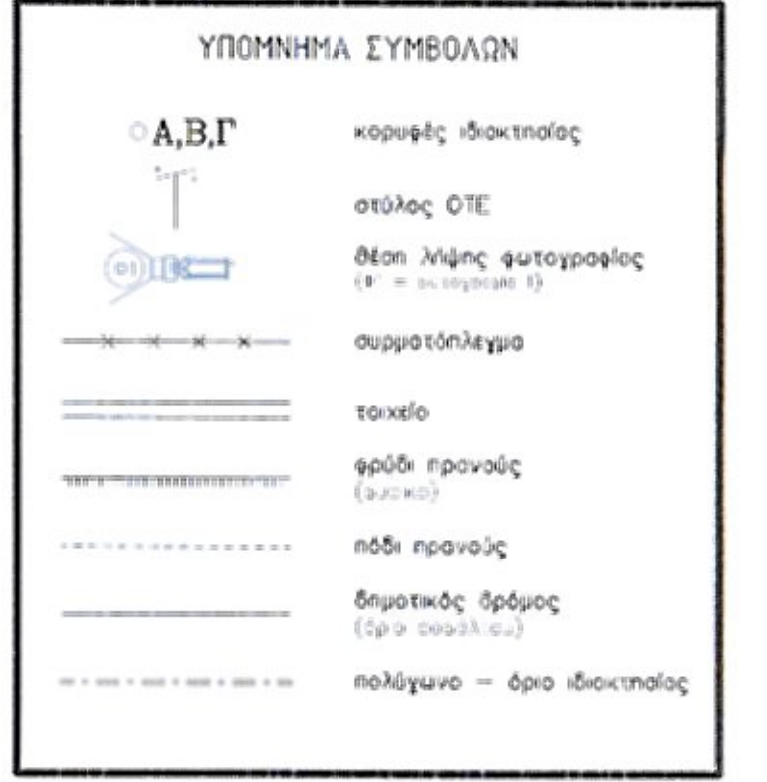 ΥΠΟΜΝΗΜΑ ΣΥΜΒΟΛΩΝ
Α,Β,Γ κορυφές ιδιοκτησίας
στύλος ΟΤΕ
01 θέση λήψης φωτογραφίας
συρματόπλεγμα
τοιχείο
φρύδι πρανούς
πόδι πρανούς
δημοτικός δρόμος
πολύγωνο - όριο ιδιοκτησίας